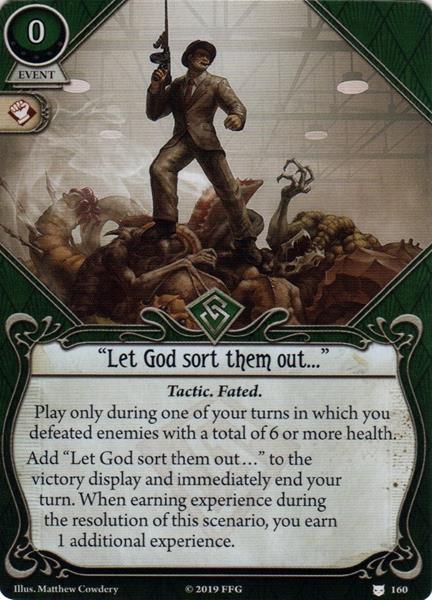 0
EVENT
“Let God sort them out...”
Tactic. Fated.
Play only during one of your turns in which you
defeated enemies with a total of 6 or more health.
Add “Let God sort them out...” to the
victory display and immediately end your
turn. When earning experience during
the resolution of this scenario, you earn
1 additional experience.
Illus. Matthew Cowdery © 2019 FFG 160